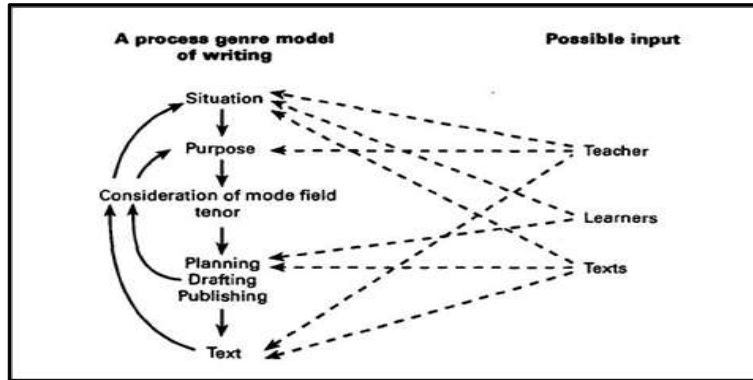 A process genre model
of writing
Possible input
Situation
Purpose
Teacher
Consideration of mode field
tenor
Learners
Planning
Drafting
Publishing
Texts
Text